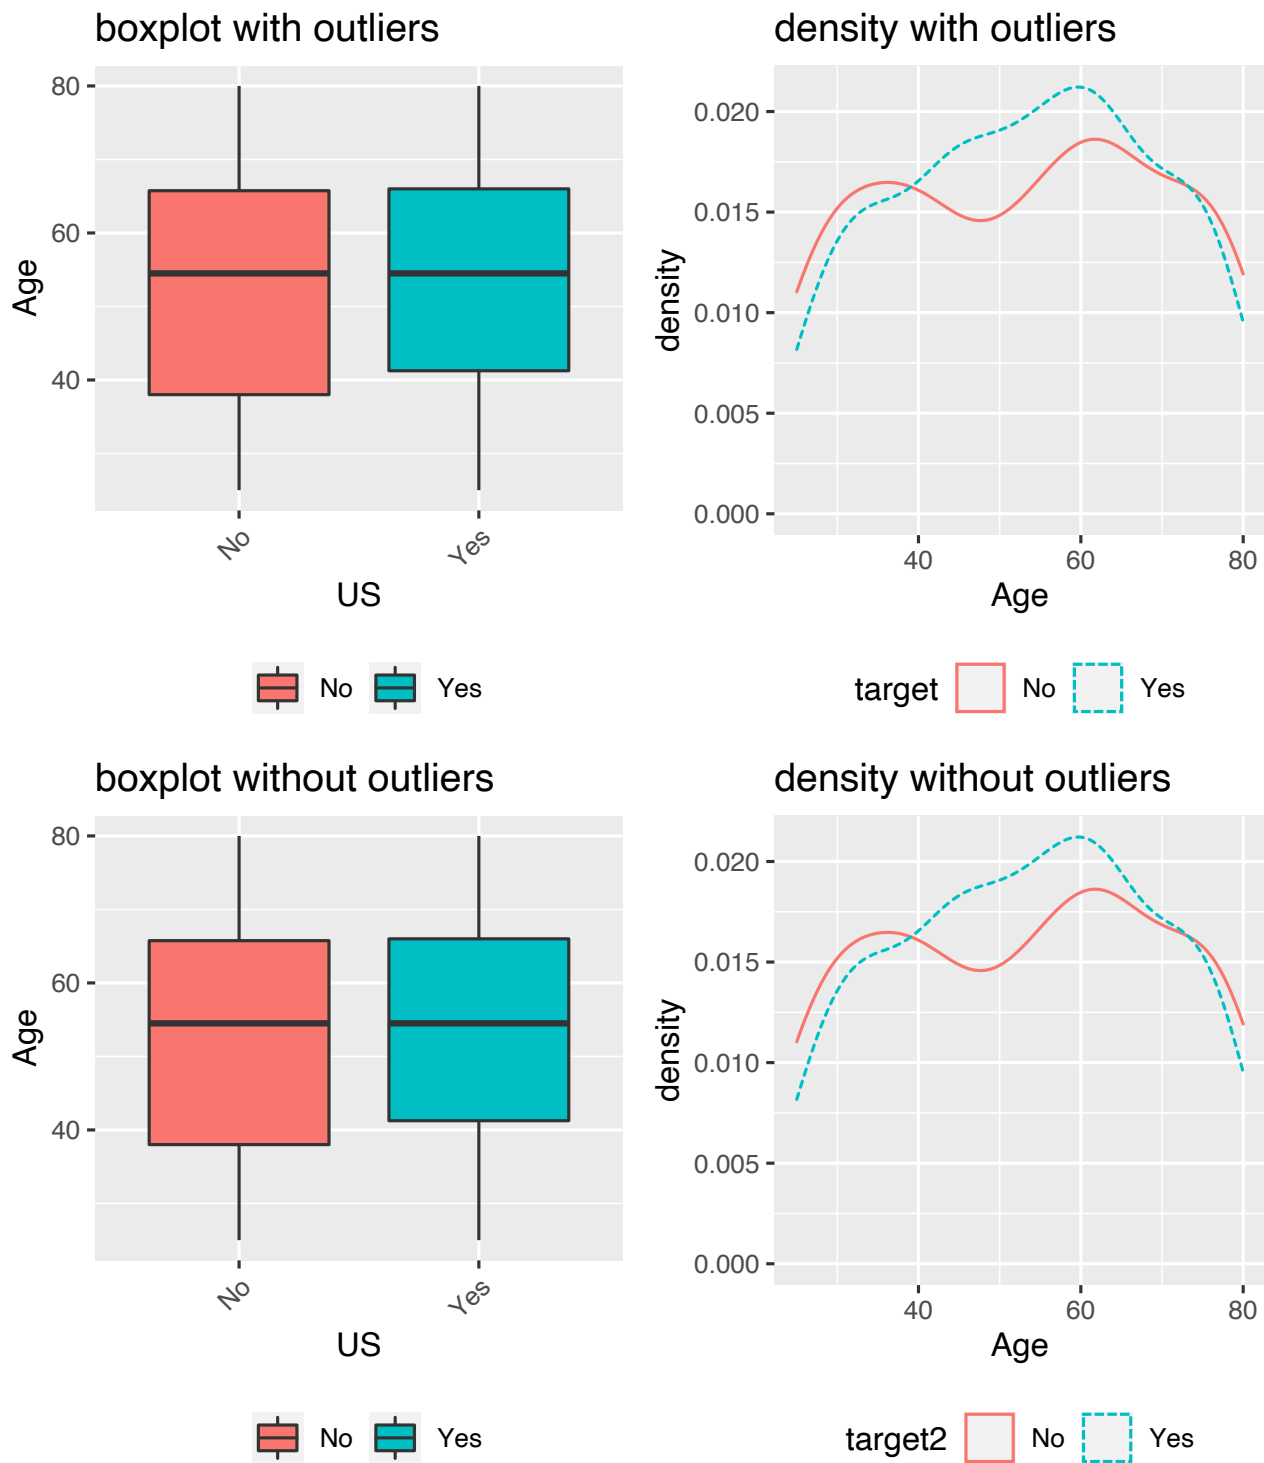 boxplot with outliers
80
60
40
Age
No
Yes
US
No Yes
density with outliers
0.020
0.015
0.010
0.005
0.000
density
40 60 80
Age
target No Yes
boxplot without outliers
80
60
40
Age
No
Yes
US
No Yes
density without outliers
0.020
0.015
0.010
0.005
0.000
density
40 60 80
Age
target2 No Yes